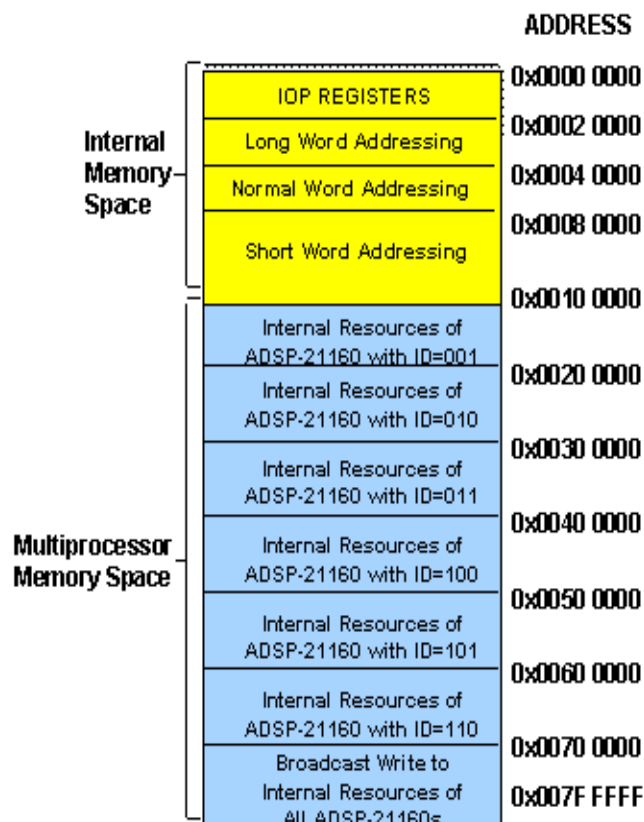 ADDRESS
0x0000 0000
IOP REGISTERS
0x0002 0000
Internal
Memory
Space
Long Word Addressing
0x0004 0000
Normal Word Addressing
0x0008 0000
Short Word Addressing
0x0010 0000
Internal Resources of
ADSP-21160 with ID=001
0x0020 0000
Internal Resources of
ADSP-21160 with ID=010
0x0030 0000
Internal Resources of
ADSP-21160 with ID=011
0x0040 0000
Multiprocessor
Memory Space
Internal Resources of
ADSP-21160 with ID=100
0x0050 0000
Internal Resources of
ADSP-21160 with ID=101
0x0060 0000
Internal Resources of
ADSP-21160 with ID=110
0x0070 0000
Broadcast Write to
Internal Resources of
All ADSP-21160s
0x007F FFFF